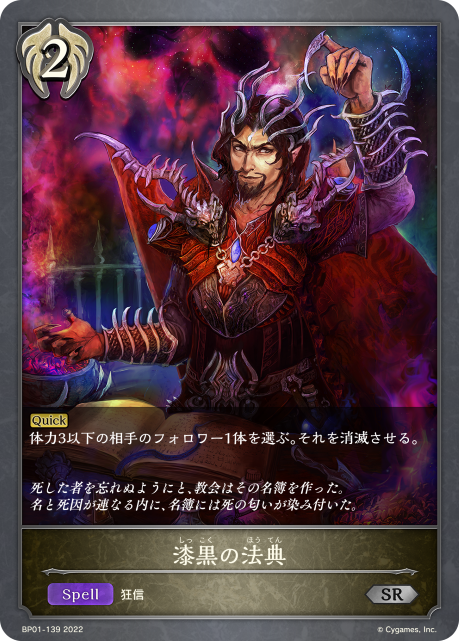 2
Quick
体力3以下の相手のフォロワー1体を選ぶ。それを消滅させる。
死した者を忘れぬようにと、教会はその名簿を作った。
名と死因が連なる内に、名簿には死の匂いが染み付いた。
しっこく ほうてん
漆黒の法典
Spell 狂信 SR
BP01-139 2022 © Cygames, Inc.